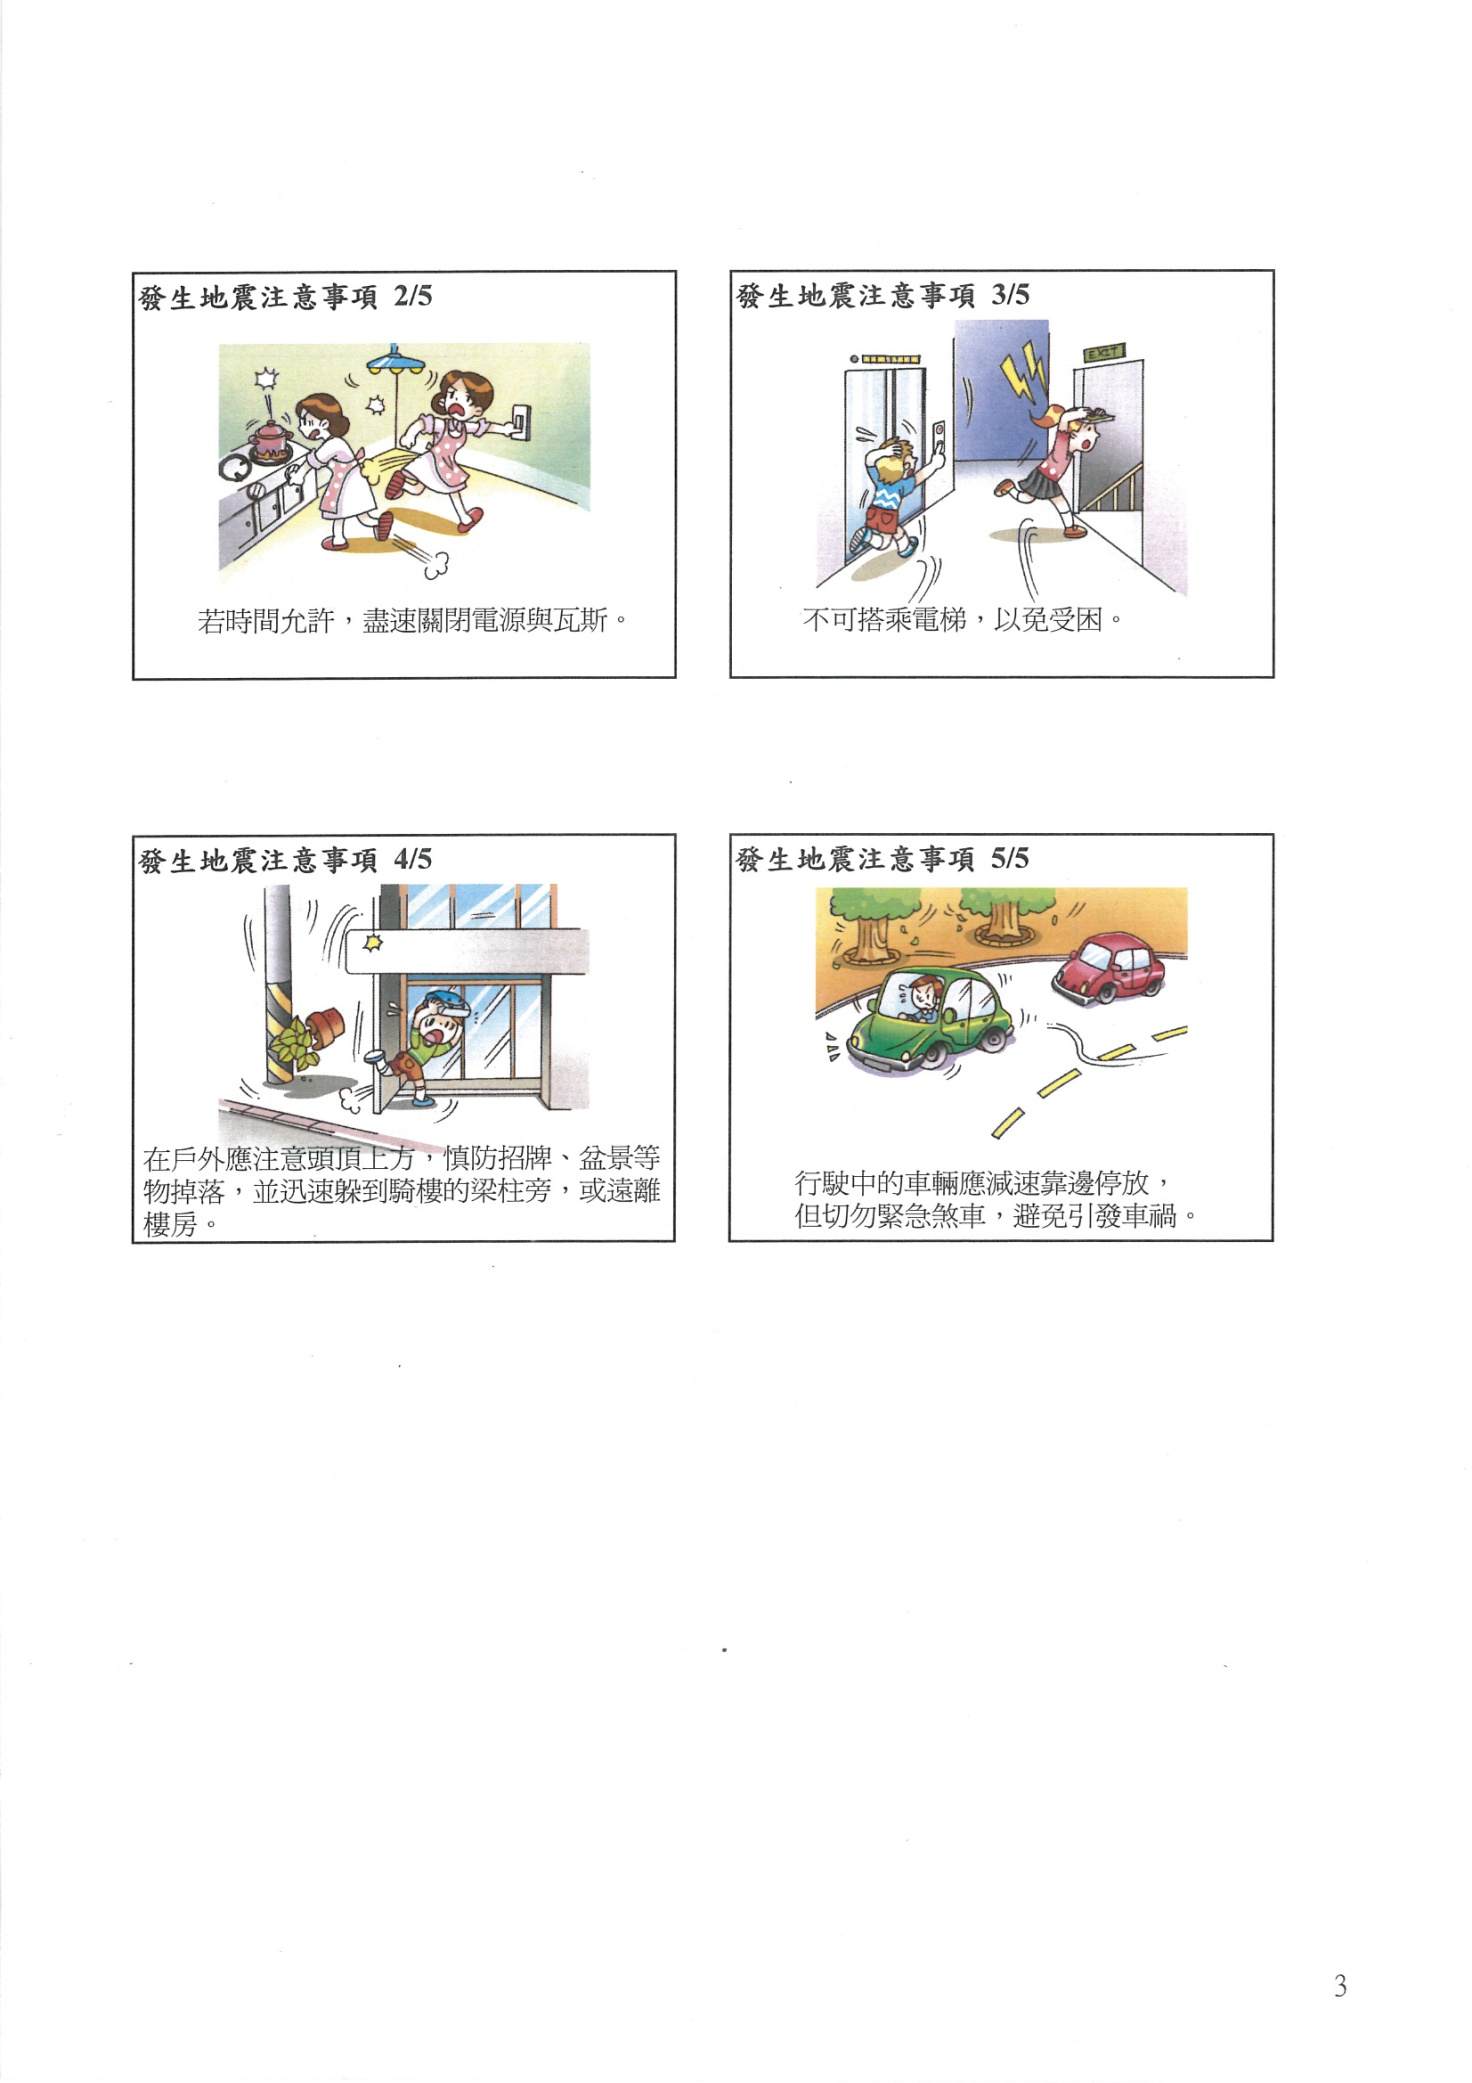 發生地震注意事項 2/5
若時間允許，盡速關閉電源與瓦斯。
發生地震注意事項 3/5
EXIT
不可搭乘電梯，以免受困。
發生地震注意事項 4/5
在戶外應注意頭頂上方，慎防招牌、盆景等
物掉落，並迅速躲到騎樓的梁柱旁，或遠離
樓房。
發生地震注意事項 5/5
行駛中的車輛應減速靠邊停放，
但切勿緊急煞車，避免引發車禍。
3